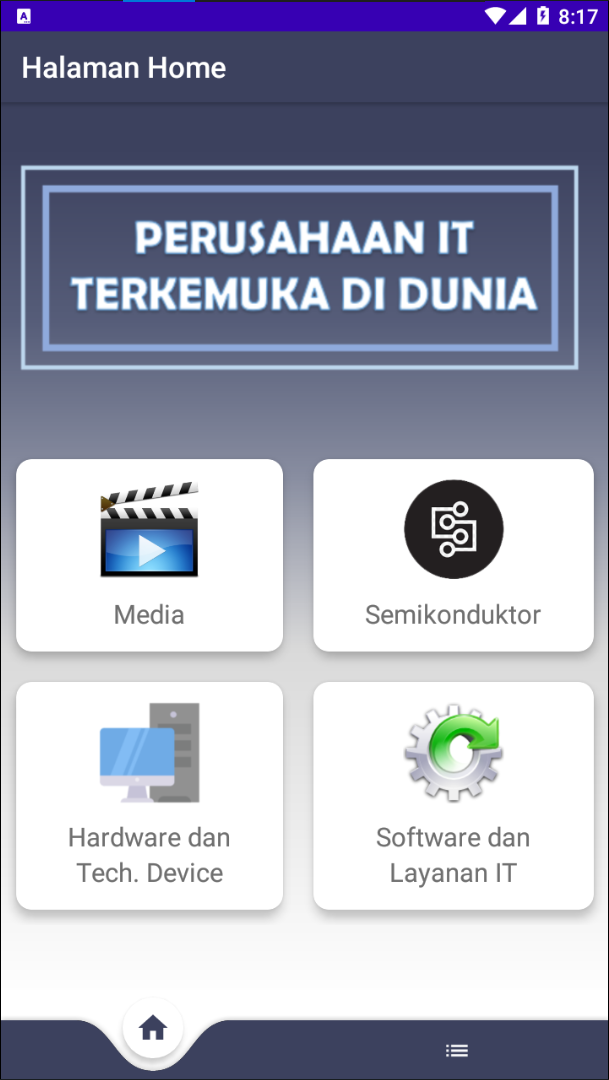 8:17
Halaman Home
PERUSAHAAN IT
TERKEMUKA DI DUNIA
Media
Semikonduktor
Hardware dan
Tech. Device
Software dan
Layanan IT